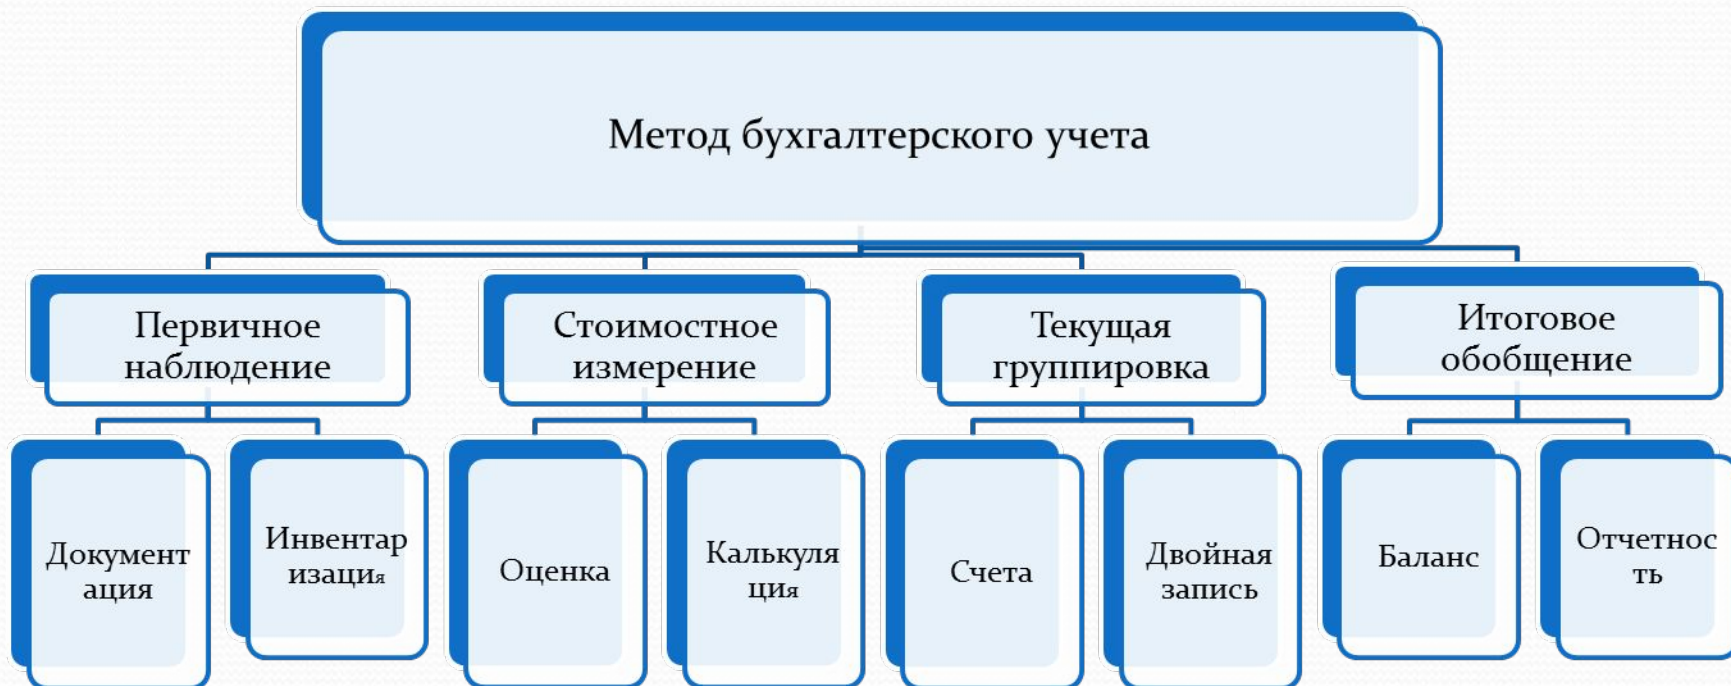 Метод бухгалтерского учета
Первичное
наблюдение
Стоимостное
измерение
Текущая
группировка
Итоговое
обобщение
Документ
ация
Инвентар
изация
Оценка
Калькуля
ция
Счета
Двойная
запись
Баланс
Отчетнос
ть